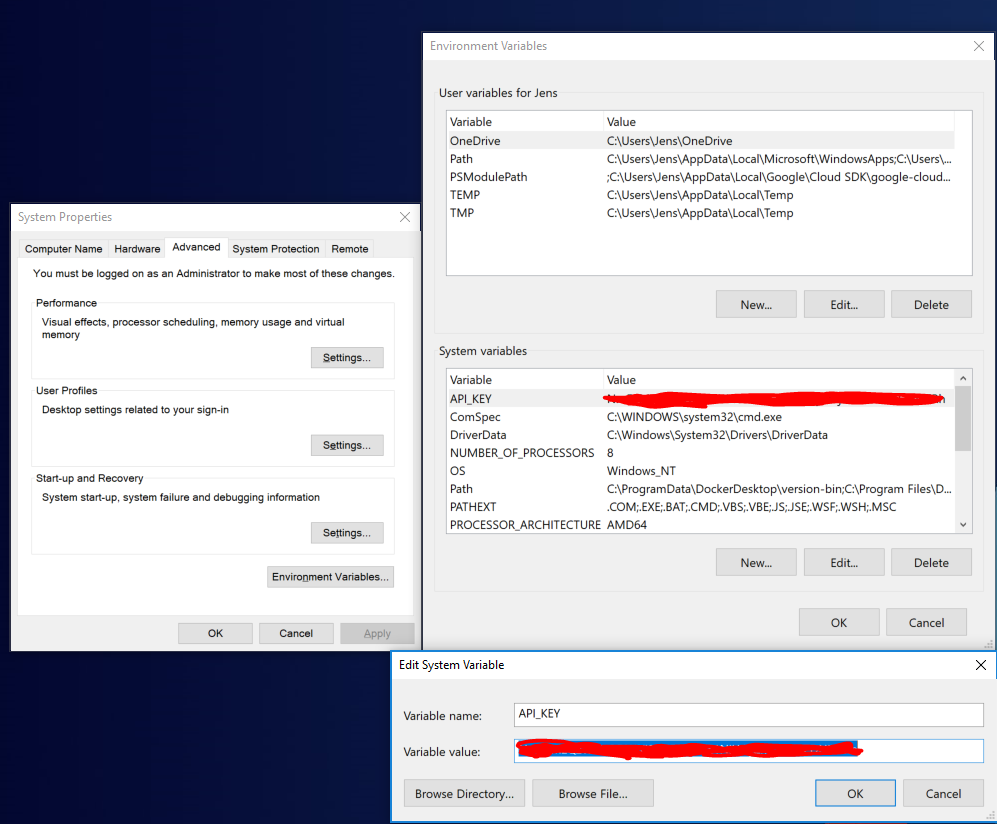 Environment Variables
User variables for Jens
Variable Value
OneDrive C:\Users\Jens\OneDrive
Path C:\Users\Jens\AppData\Local\Microsoft\WindowsApps;C:\Users\...
PSModulePath ;C:\Users\Jens\AppData\Local\Google\Cloud SDK\google-cloud...
TEMP C:\Users\Jens\AppData\Local\Temp
TMP C:\Users\Jens\AppData\Local\Temp
New... Edit... Delete
System variables
Variable Value
API_KEY
ComSpec C:\WINDOWS\system32\cmd.exe
DriverData C:\Windows\System32\Drivers\DriverData
NUMBER_OF_PROCESSORS 8
OS Windows_NT
Path C:\ProgramData\DockerDesktop\version-bin;C:\Program Files\D...
PATHEXT .COM;.EXE;.BAT;.CMD;.VBS;.VBE;.JS;.JSE;.WSF;.WSH;.MSC
PROCESSOR_ARCHITECTURE AMD64
New... Edit... Delete
OK Cancel
System Properties
Computer Name Hardware Advanced System Protection Remote
You must be logged on as an Administrator to make most of these changes.
Performance
Visual effects, processor scheduling, memory usage and virtual
memory
Settings...
User Profiles
Desktop settings related to your sign-in
Settings...
Start-up and Recovery
System start-up, system failure and debugging information
Settings...
Environment Variables...
OK Cancel Apply
Edit System Variable
Variable name: API_KEY
Variable value:
Browse Directory... Browse File... OK Cancel